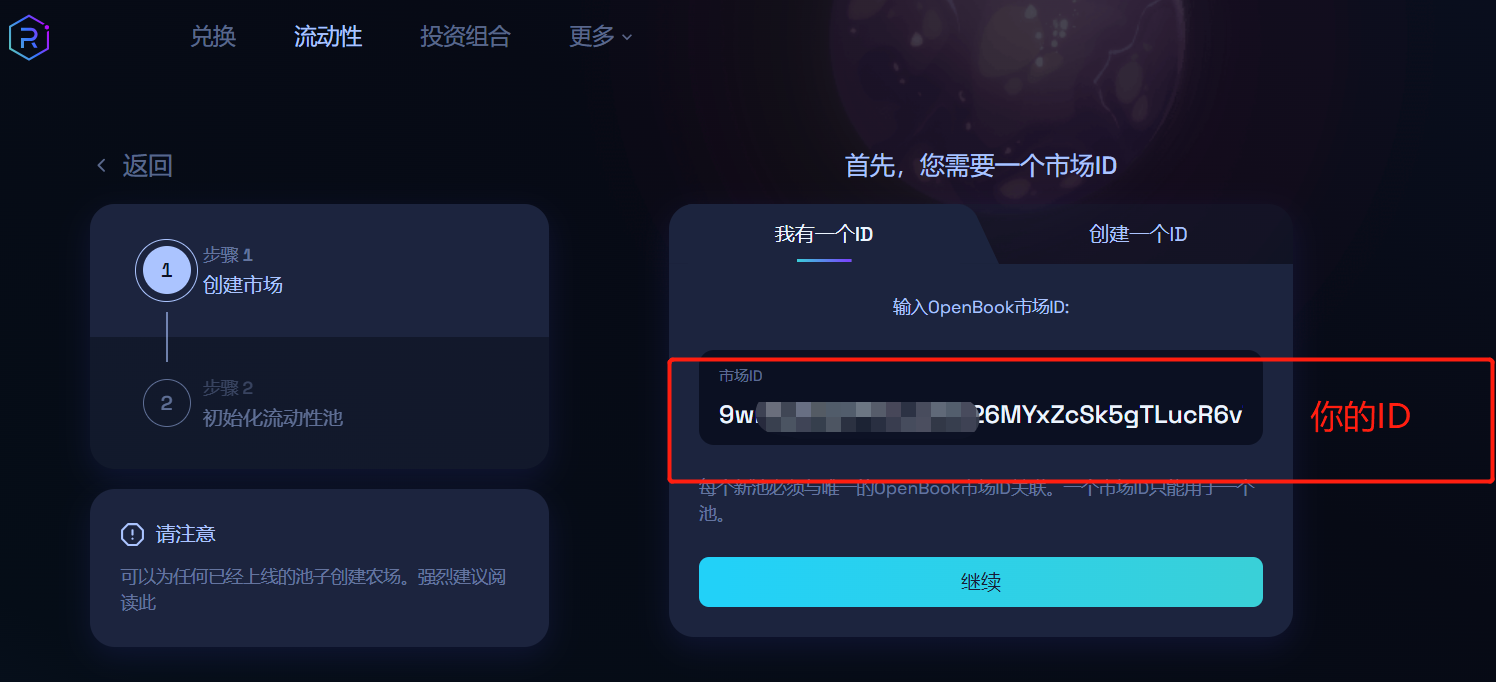 兑换
流动性
投资组合
更多
返回
步骤 1
1
创建市场
步骤 2
2
初始化流动性池
请注意
可以为任何已经上线的池子创建农场。强烈建议阅
读此
首先，您需要一个市场ID
我有一个ID
创建一个ID
输入OpenBook市场ID:
市场ID
9w 26MYxZcSk5gTLucR6v
你的ID
每个新池必须与唯一的OpenBook市场ID关联。一个市场ID只能用于一个
池。
继续